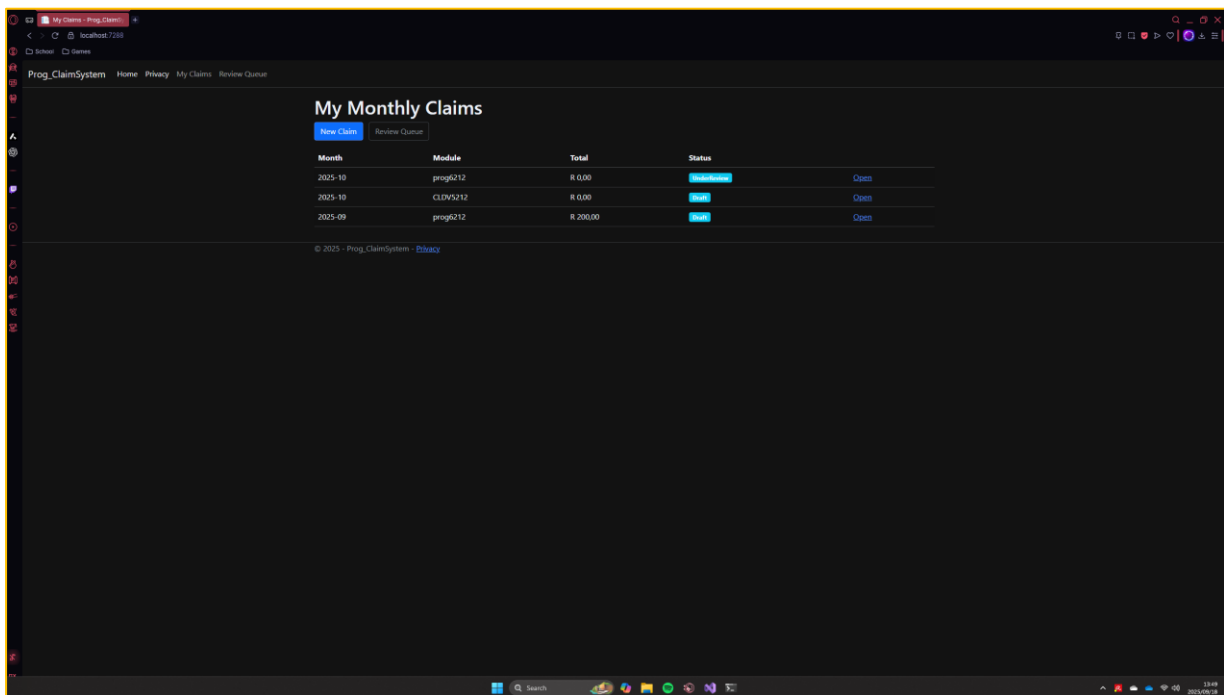 My Claims - Prog_ClaimS
localhost:7288
School Games
Prog_ClaimSystem Home Privacy My Claims Review Queue
My Monthly Claims
New Claim Review Queue
Month Module Total Status
2025-10 prog6212 R 0,00 UnderReview Open
2025-10 CLDV5212 R 0,00 Draft Open
2025-09 prog6212 R 200,00 Draft Open
© 2025 - Prog_ClaimSystem - Privacy
Search
13:49
2025/09/18